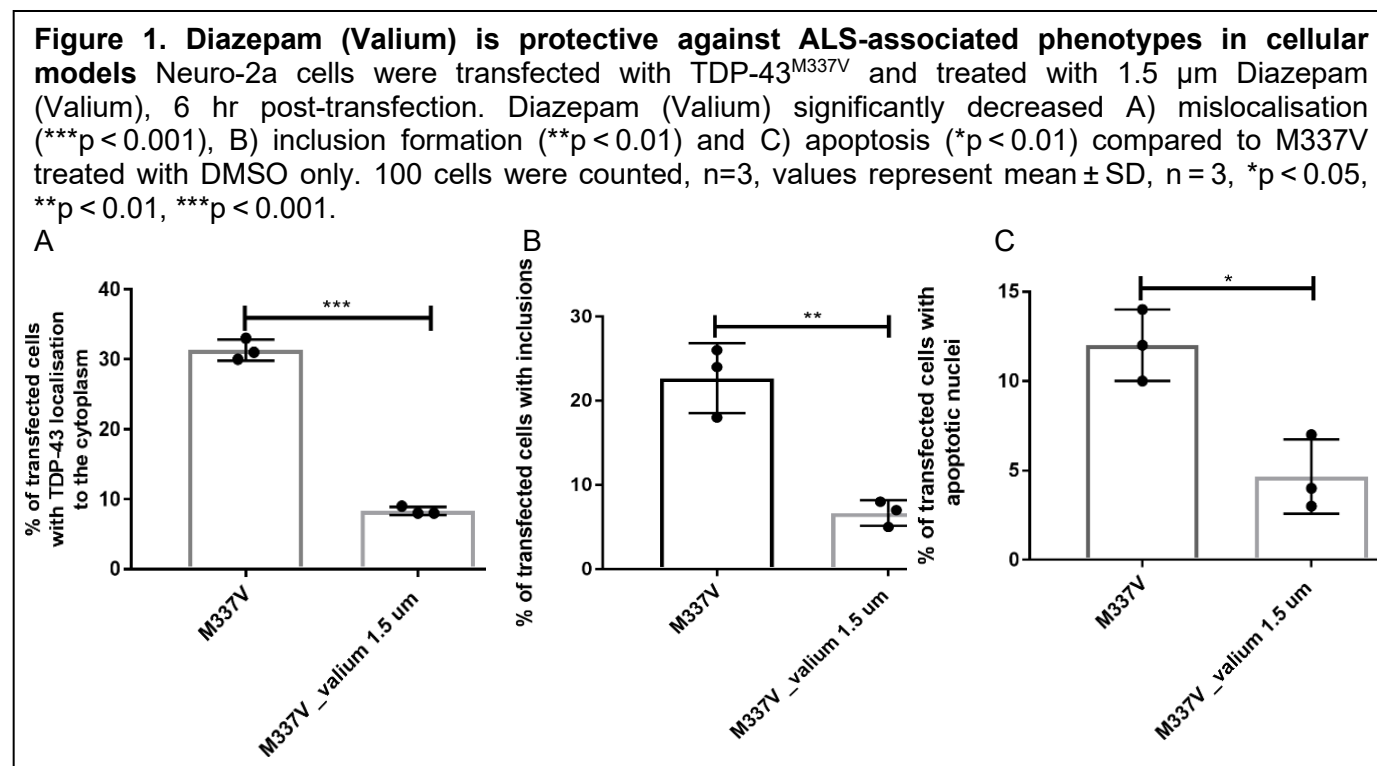 Figure 1. Diazepam (Valium) is protective against ALS-associated phenotypes in cellular
models Neuro-2a cells were transfected with TDP-43M337V and treated with 1.5 μm Diazepam
(Valium), 6 hr post-transfection. Diazepam (Valium) significantly decreased A) mislocalisation
(***p < 0.001), B) inclusion formation (**p < 0.01) and C) apoptosis (*p < 0.01) compared to M337V
treated with DMSO only. 100 cells were counted, n=3, values represent mean ± SD, n = 3, *p < 0.05,
**p < 0.01, ***p < 0.001.
A
% of transfected cells
with TDP-43 localisation
to the cytoplasm
40
30
20
10
0
***
M337V
M337V_valium 1.5 um
B
% of transfected cells with inclusions
30
20
10
0
**
M337V
M337V_valium 1.5 um
C
% of transfected cells with
apoptotic nuclei
15
10
5
0
*
M337V
M337V_valium 1.5 um